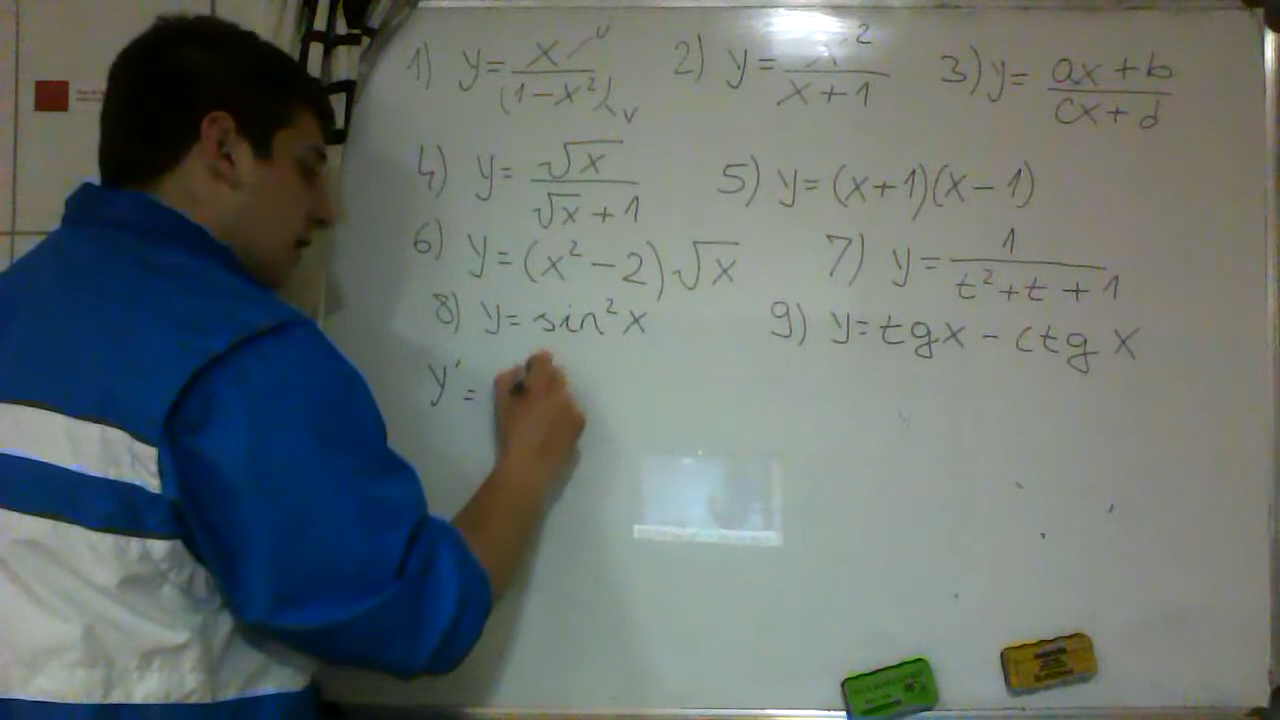 1) y = x / (1-x²) u v 2) y = x² / x+1 3) y = ax+b / cx+d
4) y = √x / √x+1 5) y = (x+1)(x-1)
6) y = (x²-2)√x 7) y = 1 / t²+t+1
8) y = sin²x 9) y = tgx - ctg x
y' =